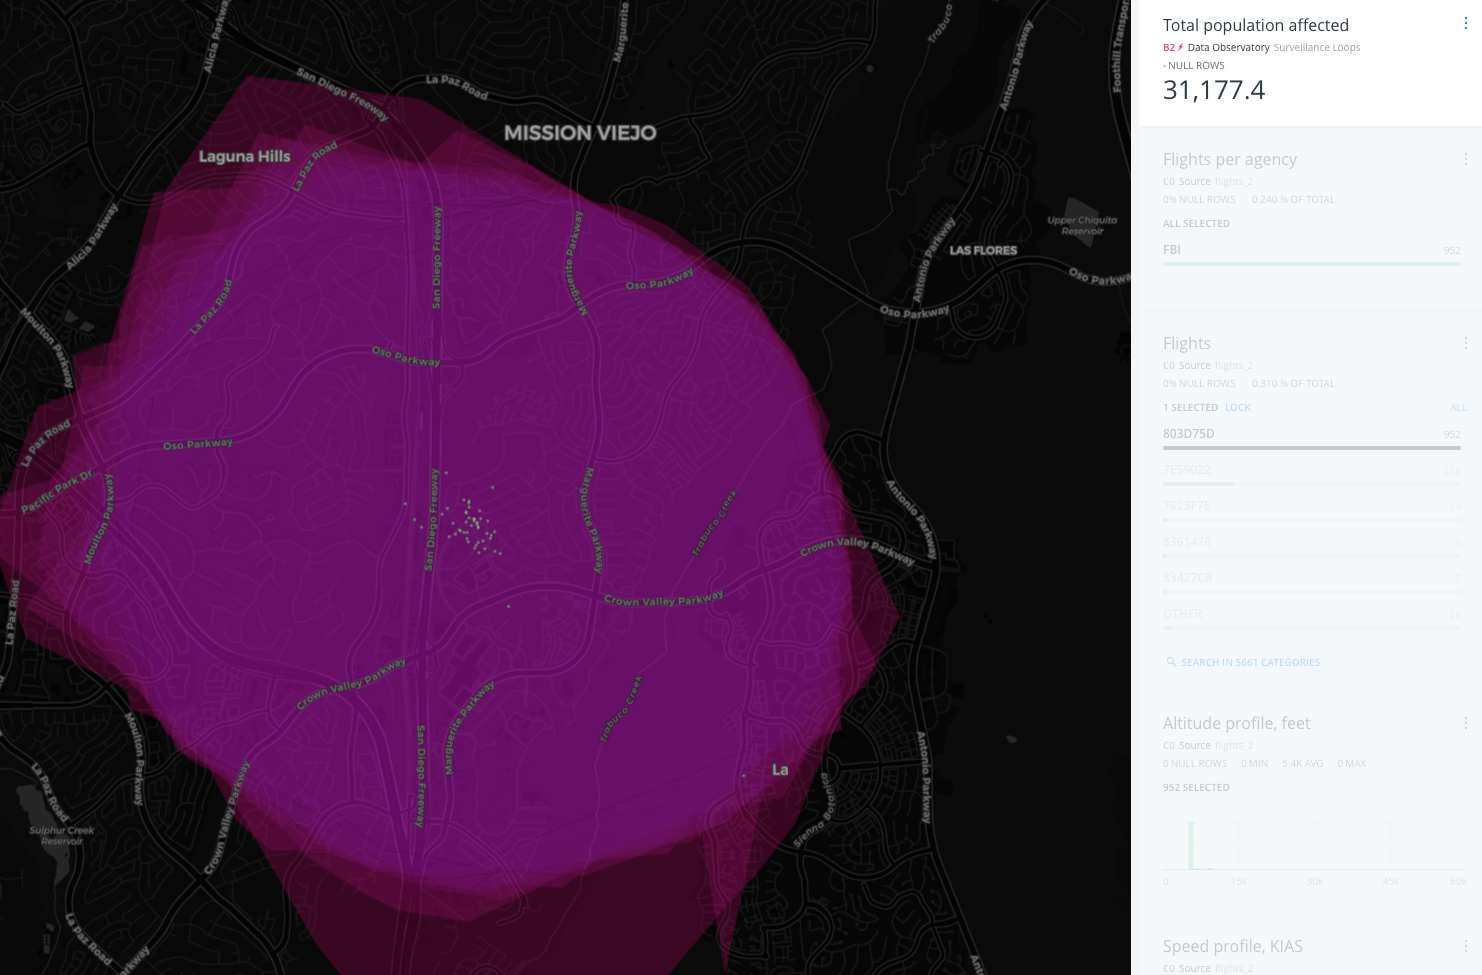 Alicia Parkway
Marguerite
Trabuco
Antonio Parkway
Foothill Transpor
San Diego Freeway
La Paz Road
MISSION VIEJO
Laguna Hills
La Paz Road
Alicia Parkway
San Diego Freeway
Marguerite Parkway
Oso Parkway
LAS FLORES
Upper Chiquita
Reservoir
Antonio Parkway
Oso Parkway
Oso Parkway
La Paz Road
Moulton Parkway
Oso Parkway
La Paz Road
Oso Parkway
Pacific Park Dr.
Moulton Parkway
San Diego Freeway
Marguerite Parkway
Trabuco Creek
Antonio Parkway
Crown Valley Parkway
Crown Valley Parkway
La Paz Road
Crown Valley Parkway
Marguerite Parkway
Trabuco Creek
San Diego Freeway
Moulton Parkway
La Paz Road
Crown Valley Parkway
Sulphur Creek
Reservoir
La
Antonio Parkway
La Paz Road
rkway
Total population affected
B2 Data Observatory Surveillance Loops
- NULL ROWS
31,177.4
Flights per agency
C0 Source flights_2
0% NULL ROWS 0.240 % OF TOTAL
ALL SELECTED
FBI 952
Flights
C0 Source flights_2
0% NULL ROWS 0.310 % OF TOTAL
1 SELECTED LOCK ALL
803D75D 952
7E59022
7623F7E
8361478 9
83427CB 7
OTHER
SEARCH IN 5661 CATEGORIES
Altitude profile, feet
C0 Source flights_2
0 NULL ROWS 0 MIN 5.4K AVG 0 MAX
952 SELECTED
0 15k 30k 45k 60k
Speed profile, KIAS
C0 Source flights_2